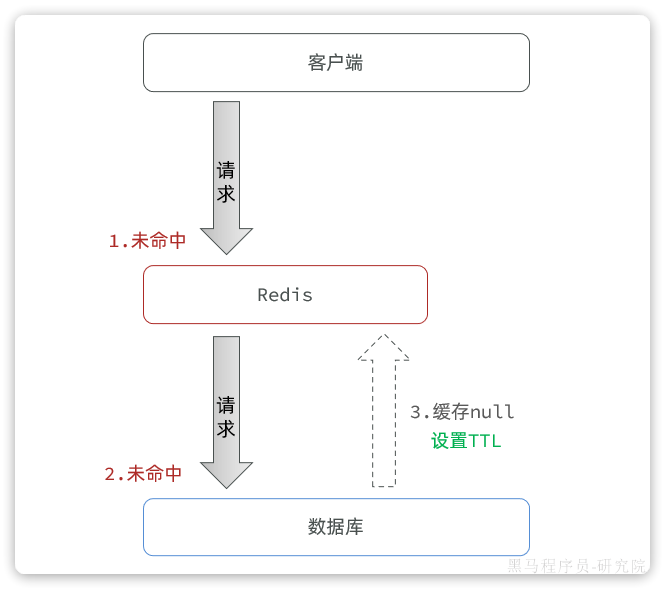 客户端
请
求
1.未命中
Redis
请
求
3.缓存null
设置TTL
2.未命中
数据库
黑马程序员-研究院